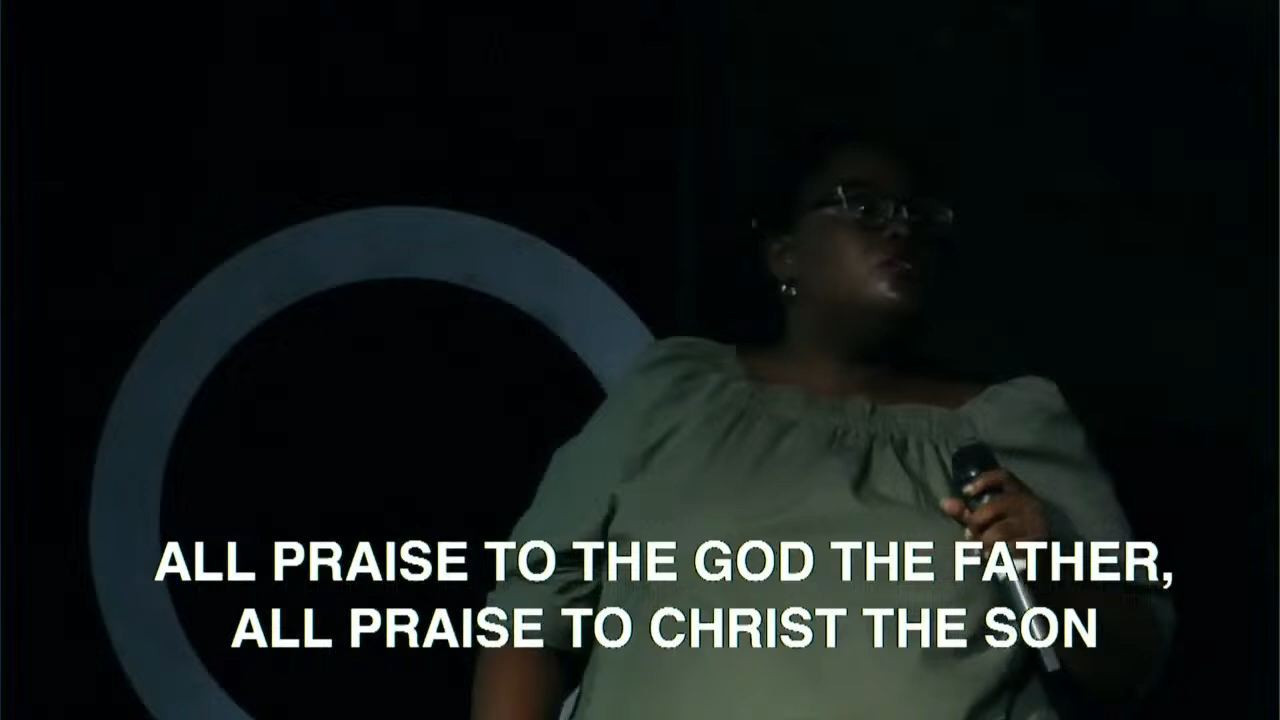 ALL PRAISE TO THE GOD THE FATHER,
ALL PRAISE TO CHRIST THE SON